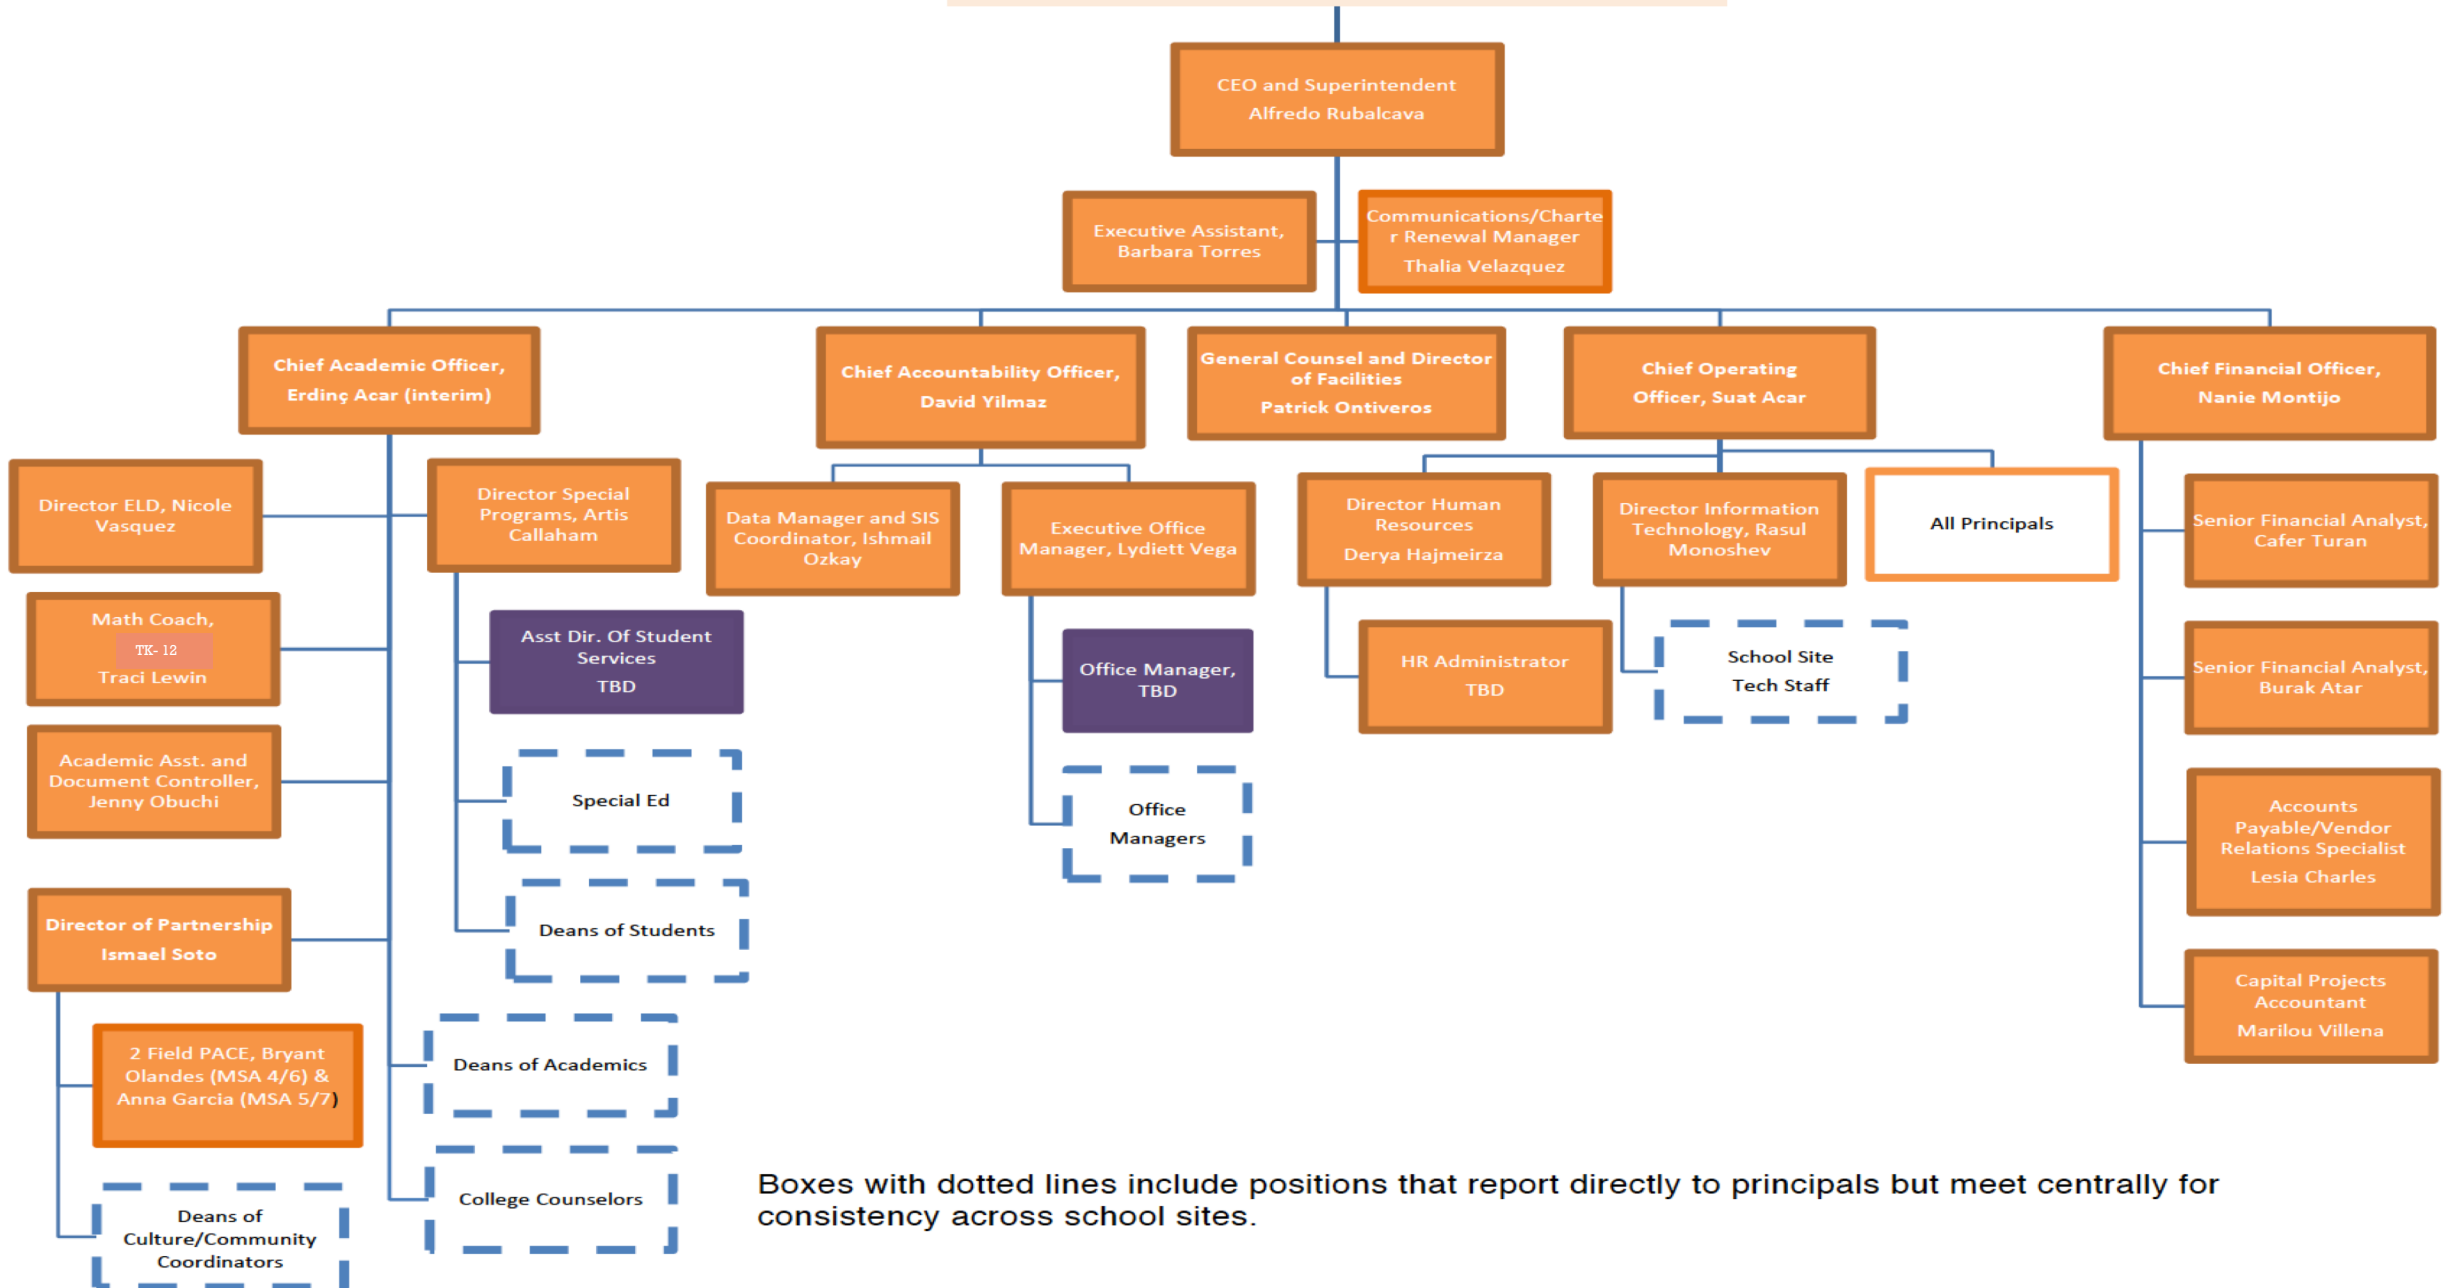 CEO and Superintendent
Alfredo Rubalcava
Executive Assistant,
Barbara Torres
Communications/Charte
r Renewal Manager
Thalia Velazquez
Chief Academic Officer,
Erdinç Acar (interim)
Chief Accountability Officer,
David Yilmaz
General Counsel and Director
of Facilities
Patrick Ontiveros
Chief Operating
Officer, Suat Acar
Chief Financial Officer,
Nanie Montijo
Director ELD, Nicole
Vasquez
Director Special
Programs, Artis
Callaham
Data Manager and SIS
Coordinator, Ishmail
Ozkay
Executive Office
Manager, Lydiett Vega
Director Human
Resources
Derya Hajmeirza
Director Information
Technology, Rasul
Monoshev
All Principals
Senior Financial Analyst,
Cafer Turan
Math Coach,
TK- 12
Traci Lewin
Asst Dir. Of Student
Services
TBD
Office Manager,
TBD
HR Administrator
TBD
School Site
Tech Staff
Senior Financial Analyst,
Burak Atar
Academic Asst. and
Document Controller,
Jenny Obuchi
Special Ed
Office
Managers
Accounts
Payable/Vendor
Relations Specialist
Lesia Charles
Director of Partnership
Ismael Soto
Deans of Students
Capital Projects
Accountant
Marilou Villena
2 Field PACE, Bryant
Olandes (MSA 4/6) &
Anna Garcia (MSA 5/7)
Deans of Academics
College Counselors
Deans of
Culture/Community
Coordinators
Boxes with dotted lines include positions that report directly to principals but meet centrally for
consistency across school sites.